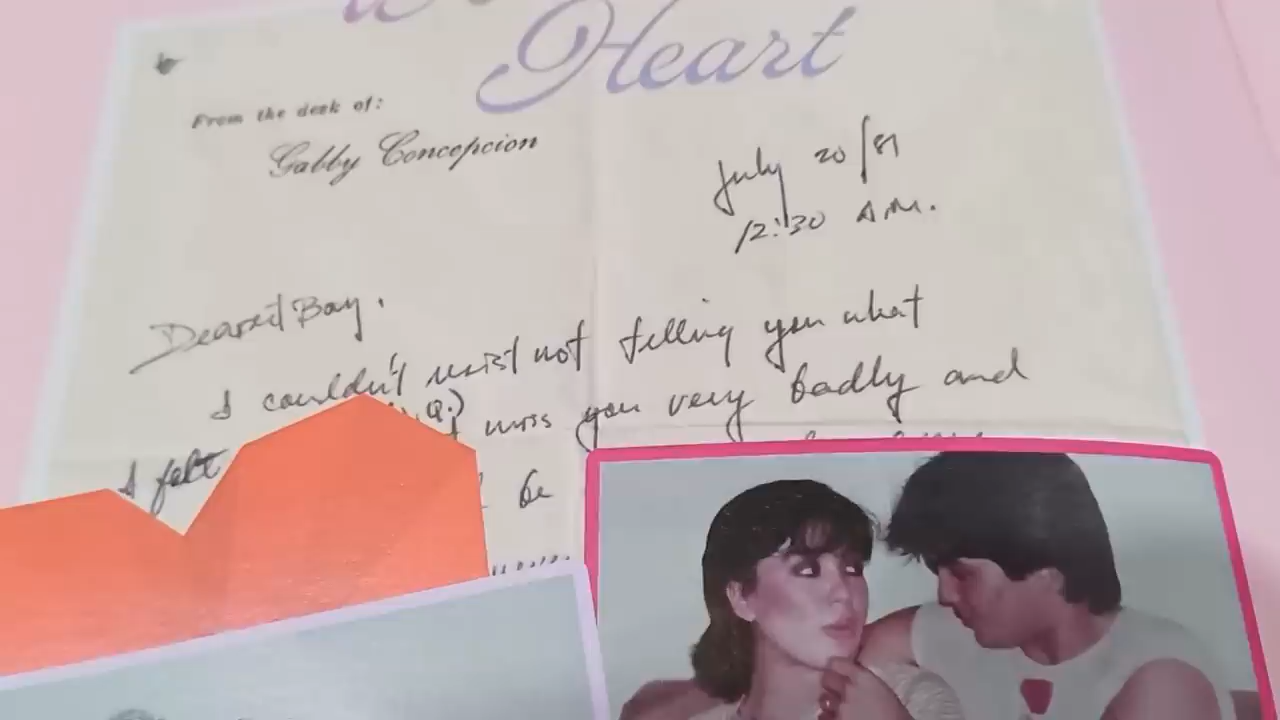 Heart
From the desk of:
Gabby Concepcion
July 20/81
12:30 A.M.
Dearest Bay.
I couldn't resist not telling you what
I felt miss you very badly and
be